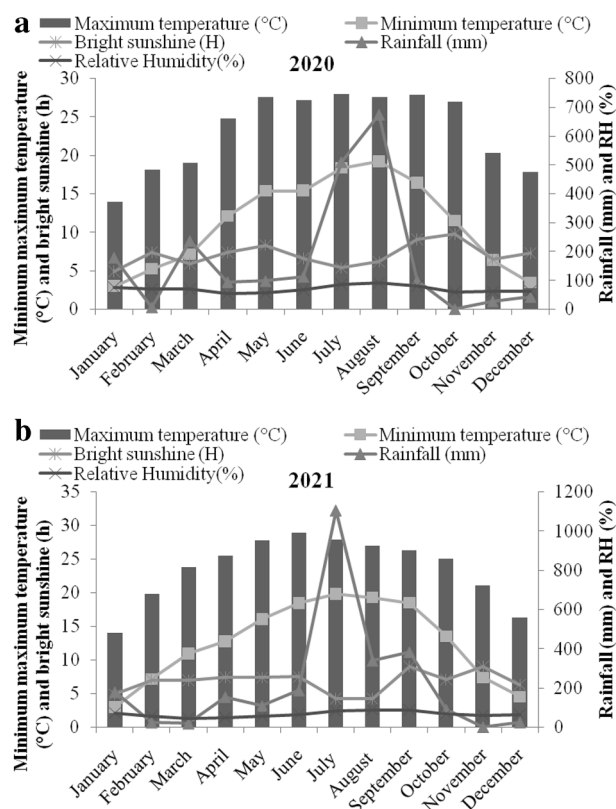 a
Maximum temperature (°C) Minimum temperature (°C)
Bright sunshine (H) Rainfall (mm)
Relative Humidity(%)
2020
Minimum maximum temperature
(°C) and bright sunshine (h)
30
25
20
15
10
5
0
800
700
600
500
400
300
200
100
0
Rainfall (mm) and RH (%)
January
February
March
April
May
June
July
August
September
October
November
December
b
Maximum temperature (°C) Minimum temperature (°C)
Bright sunshine (H) Rainfall (mm)
Relative Humidity(%)
2021
Minimum maximum temperature
(°C) and bright sunshine (h)
35
30
25
20
15
10
5
0
1200
1000
800
600
400
200
0
Rainfall (mm) and RH (%)
January
February
March
April
May
June
July
August
September
October
November
December